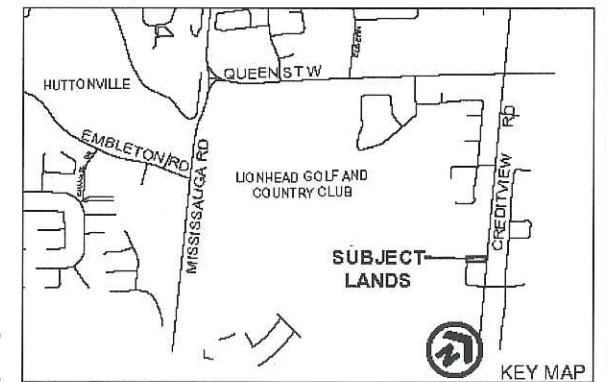 QUEEN ST W
HUTTONVILLE
EMBLETON RD
MISSISSAUGA RD
LIONHEAD GOLF AND
COUNTRY CLUB
CREDITVIEW RD
SUBJECT
LANDS
N
KEY MAP